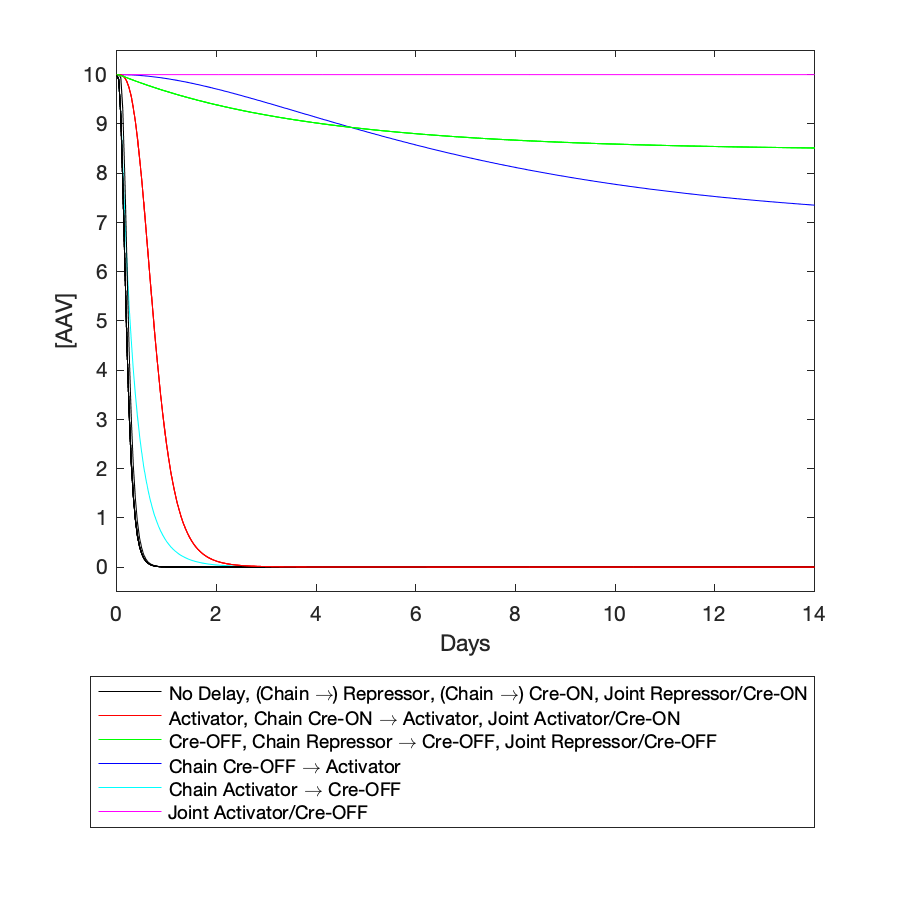 10
9
8
7
6
5
4
3
2
1
0
[AAV]
0 2 4 6 8 10 12 14
Days
No Delay, (Chain →) Repressor, (Chain →) Cre-ON, Joint Repressor/Cre-ON
Activator, Chain Cre-ON → Activator, Joint Activator/Cre-ON
Cre-OFF, Chain Repressor → Cre-OFF, Joint Repressor/Cre-OFF
Chain Cre-OFF → Activator
Chain Activator → Cre-OFF
Joint Activator/Cre-OFF